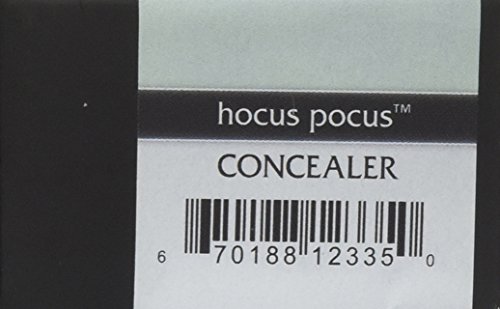 hocus pocus™
CONCEALER
6 70188 12335 0